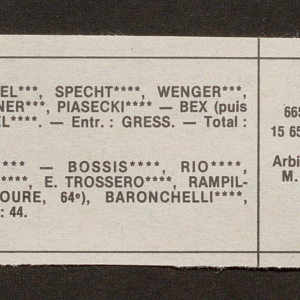 EL***, SPECHT****, WENGER***,
NER***, PIASECKI**** — BEX (puis
EL****. — Entr. : GRESS. — Total :
**** — BOSSIS****, RIO****,
****, E. TROSSERO****, RAMPIL-
OURE, 64e), BARONCHELLI****,
: 44.
665
15 65
Arbi
M.